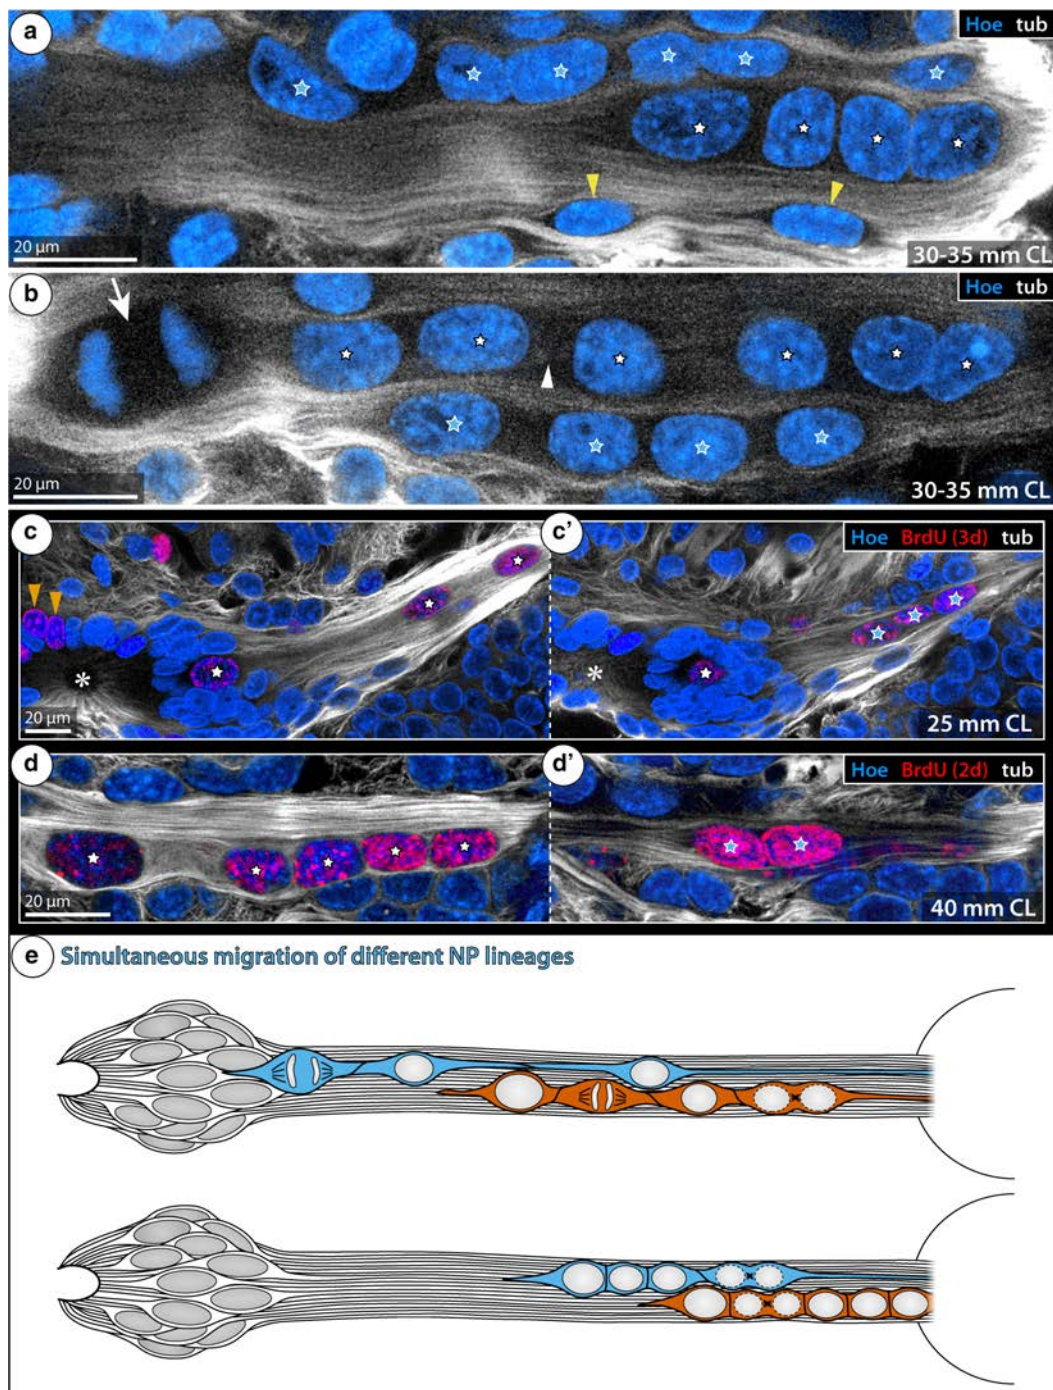 a
Hoe tub
20 µm
30-35 mm CL
b
Hoe tub
20 µm
30-35 mm CL
c
c'
Hoe BrdU (3d) tub
*
*
20 µm
25 mm CL
d
d'
Hoe BrdU (2d) tub
20 µm
40 mm CL
e Simultaneous migration of different NP lineages